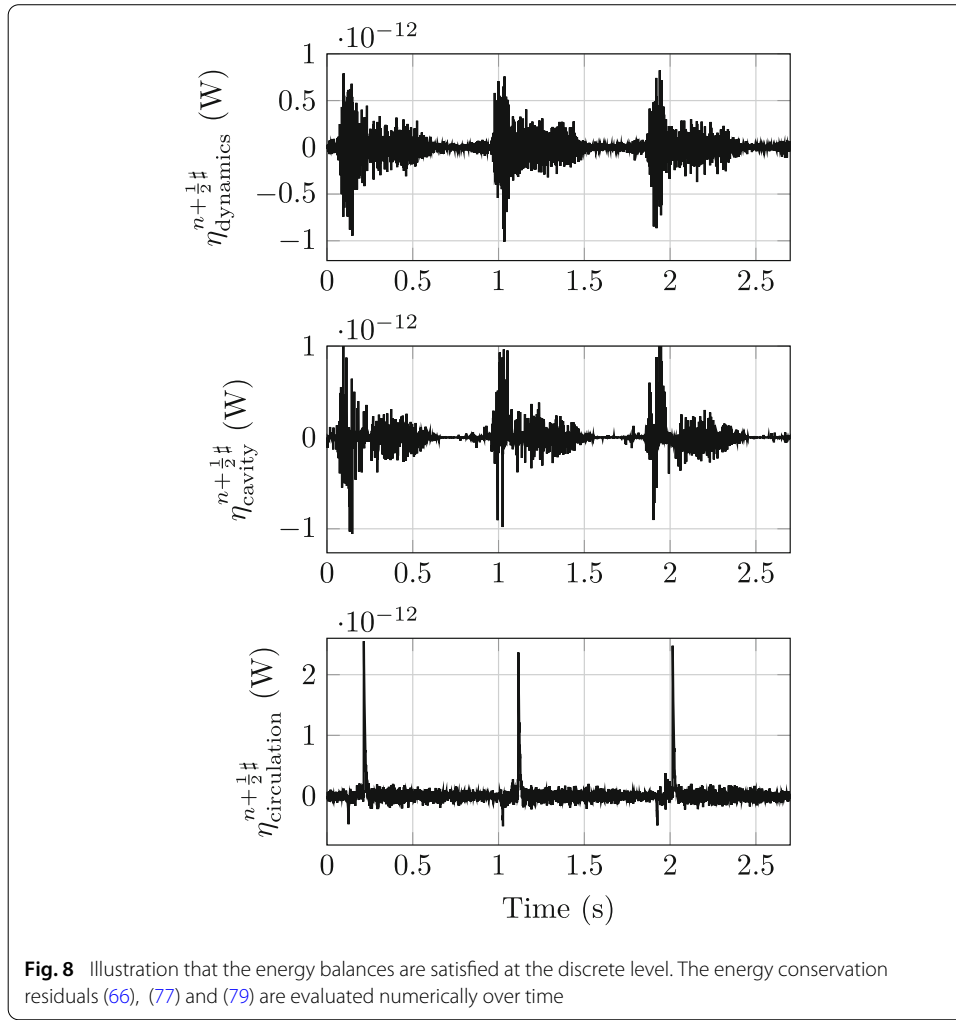 ·10−12
1
0.5
0
−0.5
−1
ηdynamics n+1/2♯ (W)
0 0.5 1 1.5 2 2.5
·10−12
1
0
−1
ηcavity n+1/2♯ (W)
0 0.5 1 1.5 2 2.5
·10−12
2
1
0
ηcirculation n+1/2♯ (W)
0 0.5 1 1.5 2 2.5
Time (s)
Fig. 8 Illustration that the energy balances are satisfied at the discrete level. The energy conservation
residuals (66), (77) and (79) are evaluated numerically over time